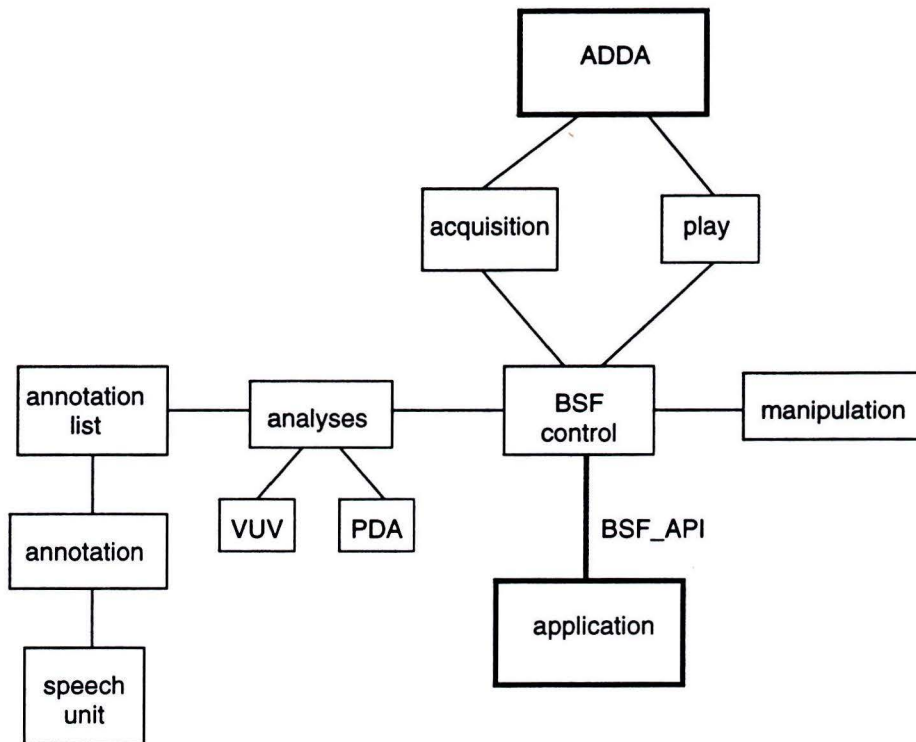 ADDA
acquisition
play
annotation
list
analyses
BSF
control
manipulation
VUV
PDA
BSF_API
annotation
application
speech
unit